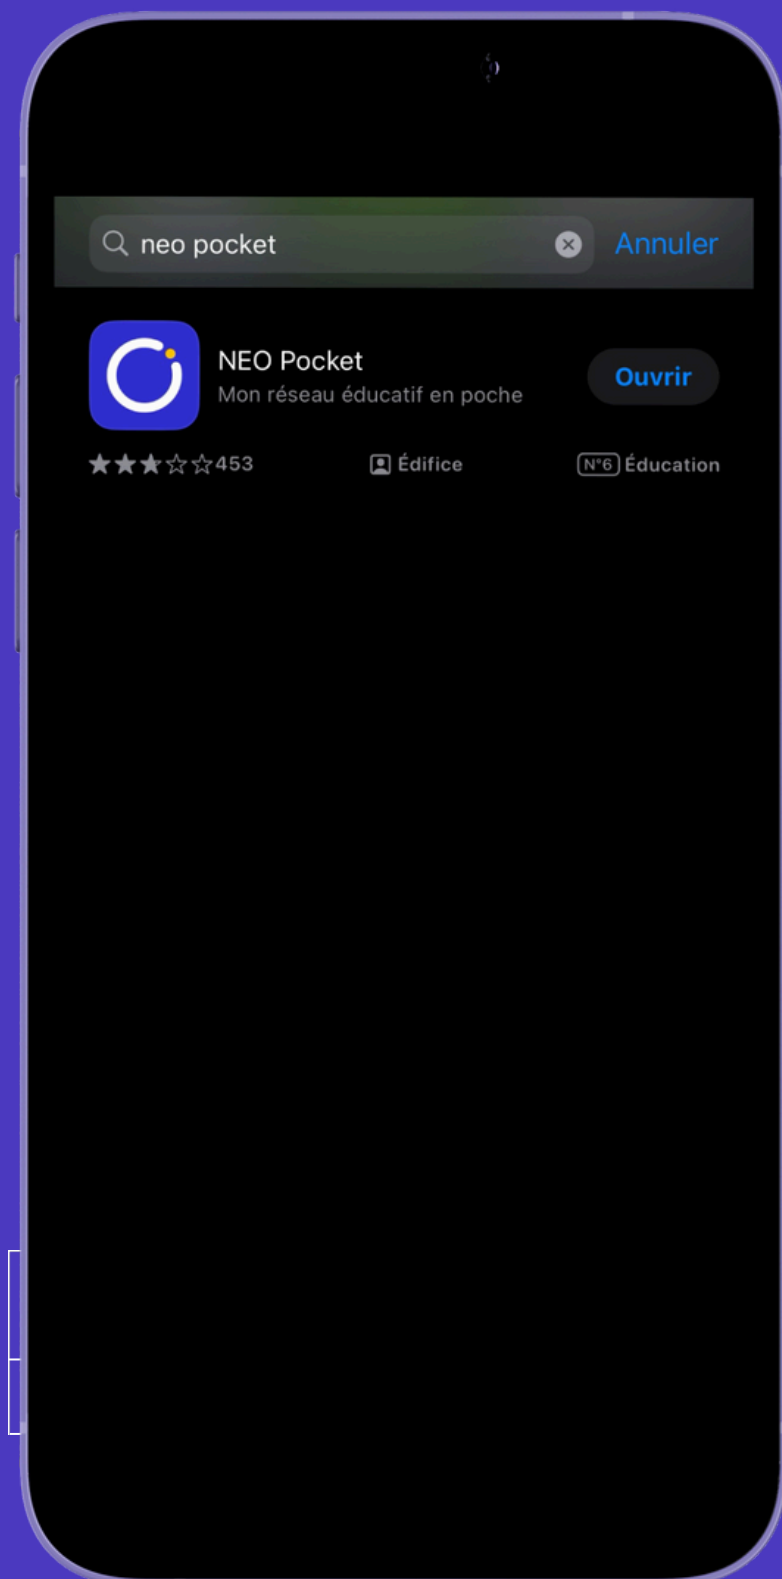 neo pocket Annuler
NEO Pocket
Ouvrir
Mon réseau éducatif en poche
453 Édifice N°6 Éducation